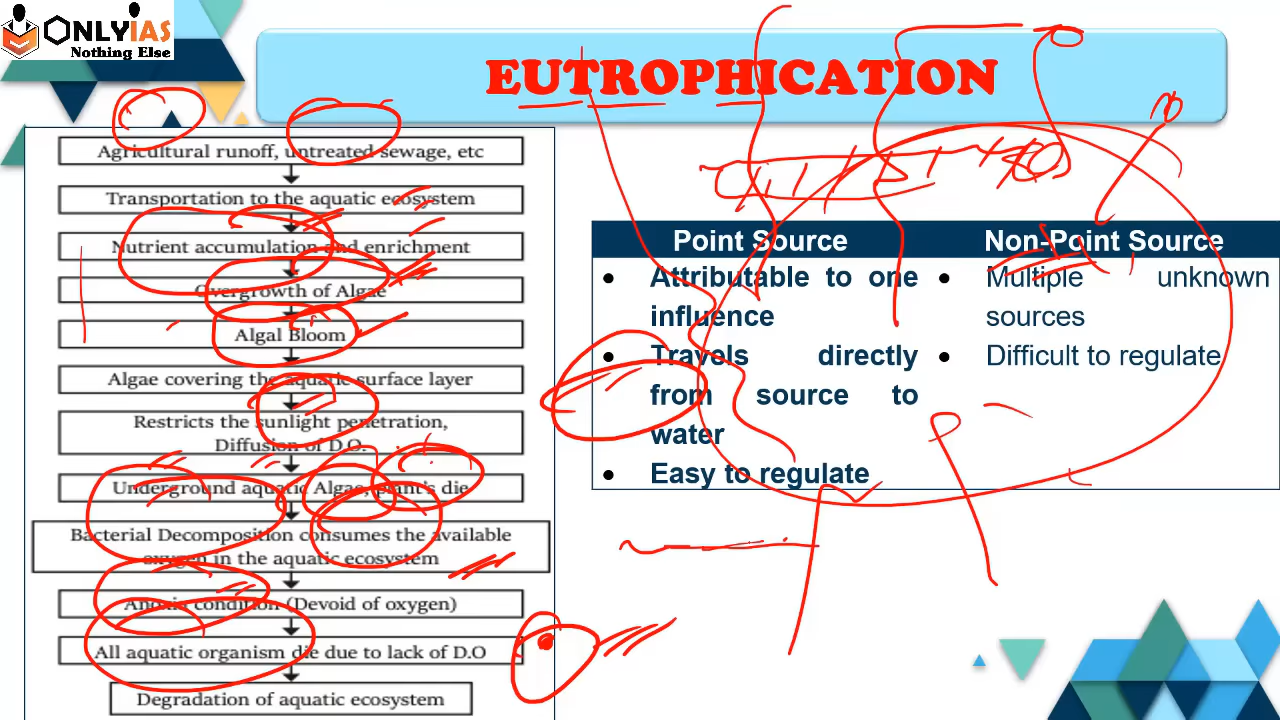 ONLYIAS
Nothing Else
EUTROPHICATION
Agricultural runoff, untreated sewage, etc
Transportation to the aquatic ecosystem
Nutrient accumulation and enrichment
Overgrowth of Algae
Algal Bloom
Algae covering the aquatic surface layer
Restricts the sunlight penetration,
Diffusion of D.O.
Underground aquatic Algae, plant's die
Bacterial Decomposition consumes the available
oxygen in the aquatic ecosystem
Anoxia condition (Devoid of oxygen)
All aquatic organism die due to lack of D.O
Degradation of aquatic ecosystem
Point Source
Attributable to one
influence
Travels directly
from source to
water
Easy to regulate
Non-Point Source
Multiple unknown
sources
Difficult to regulate